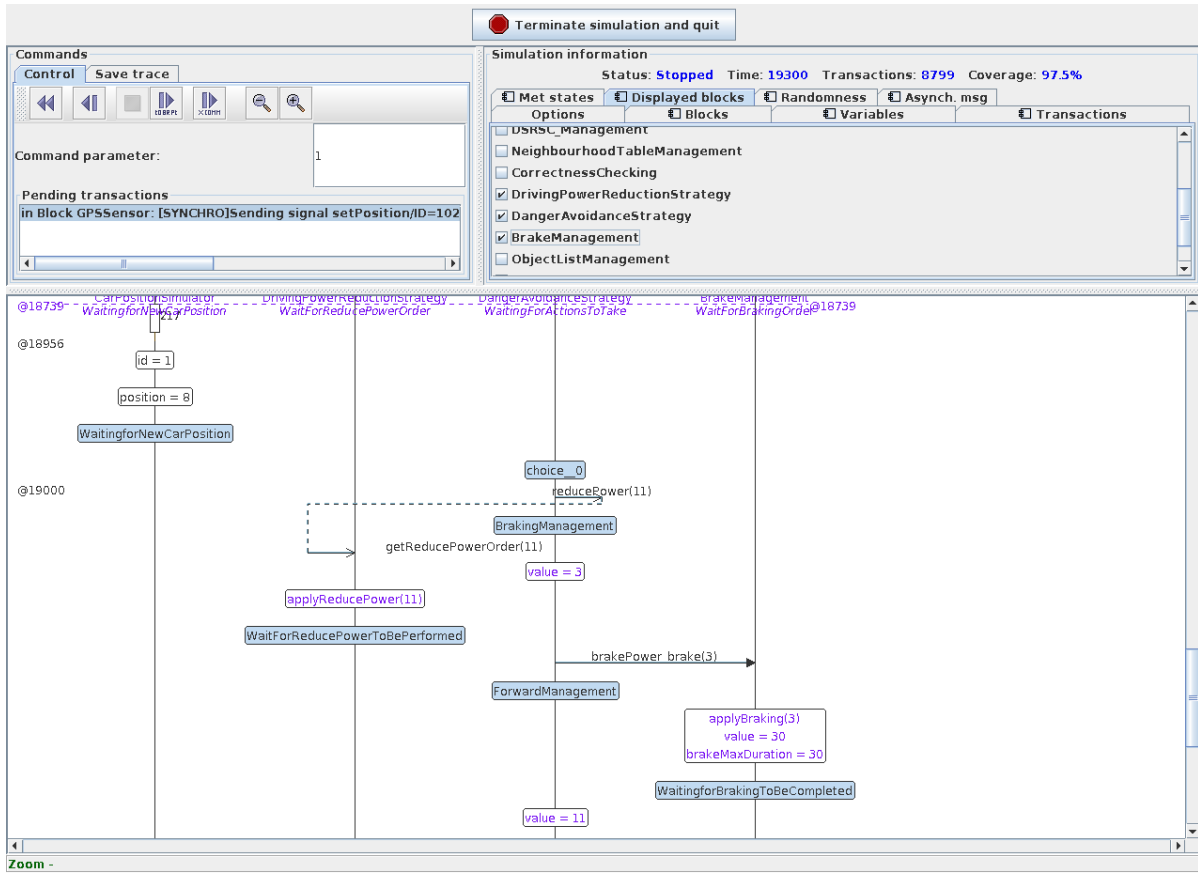 Terminate simulation and quit
Commands
Control
Save trace
to BRPt
X COMM
Command parameter:
1
Pending transactions
in Block GPSSensor: [SYNCHRO]Sending signal setPosition/ID=102
Simulation information
Status: Stopped Time: 19300 Transactions: 8799 Coverage: 97.5%
Met states
Displayed blocks
Randomness
Asynch. msg
Options
Blocks
Variables
Transactions
DSRSC_Management
NeighbourhoodTableManagement
CorrectnessChecking
DrivingPowerReductionStrategy
DangerAvoidanceStrategy
BrakeManagement
ObjectListManagement
CarPositionSimulator
DrivingPowerReductionStrategy
DangerAvoidanceStrategy
BrakeManagement
@18739
WaitingforNewCarPosition
WaitForReducePowerOrder
WaitingForActionsToTake
WaitForBrakingOrder
@18739
217
@18956
id = 1
position = 8
WaitingforNewCarPosition
choice__0
@19000
reducePower(11)
BrakingManagement
getReducePowerOrder(11)
value = 3
applyReducePower(11)
WaitForReducePowerToBePerformed
brakePower_brake(3)
ForwardManagement
applyBraking(3)
value = 30
brakeMaxDuration = 30
WaitingforBrakingToBeCompleted
value = 11
Zoom -